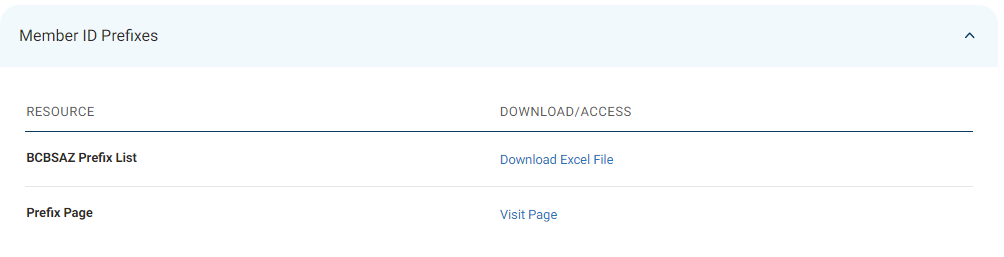 Member ID Prefixes
RESOURCE DOWNLOAD/ACCESS
BCBSAZ Prefix List Download Excel File
Prefix Page Visit Page